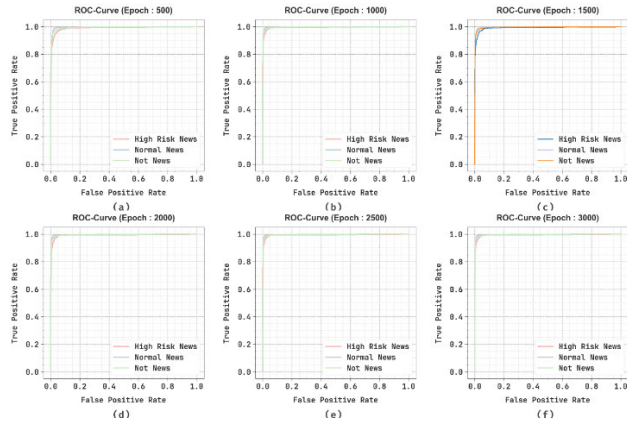 ROC-Curve (Epoch : 500)
True Positive Rate
1.0
0.8
0.6
0.4
0.2
0.0
High Risk News
Normal News
Not News
0.0 0.2 0.4 0.6 0.8 1.0
False Positive Rate
(a)
ROC-Curve (Epoch : 1000)
True Positive Rate
1.0
0.8
0.6
0.4
0.2
0.0
High Risk News
Normal News
Not News
0.0 0.2 0.4 0.6 0.8 1.0
False Positive Rate
(b)
ROC-Curve (Epoch : 1500)
True Positive Rate
1.0
0.8
0.6
0.4
0.2
0.0
High Risk News
Normal News
Not News
0.0 0.2 0.4 0.6 0.8 1.0
False Positive Rate
(c)
ROC-Curve (Epoch : 2000)
True Positive Rate
1.0
0.8
0.6
0.4
0.2
0.0
High Risk News
Normal News
Not News
0.0 0.2 0.4 0.6 0.8 1.0
False Positive Rate
(d)
ROC-Curve (Epoch : 2500)
True Positive Rate
1.0
0.8
0.6
0.4
0.2
0.0
High Risk News
Normal News
Not News
0.0 0.2 0.4 0.6 0.8 1.0
False Positive Rate
(e)
ROC-Curve (Epoch : 3000)
True Positive Rate
1.0
0.8
0.6
0.4
0.2
0.0
High Risk News
Normal News
Not News
0.0 0.2 0.4 0.6 0.8 1.0
False Positive Rate
(f)